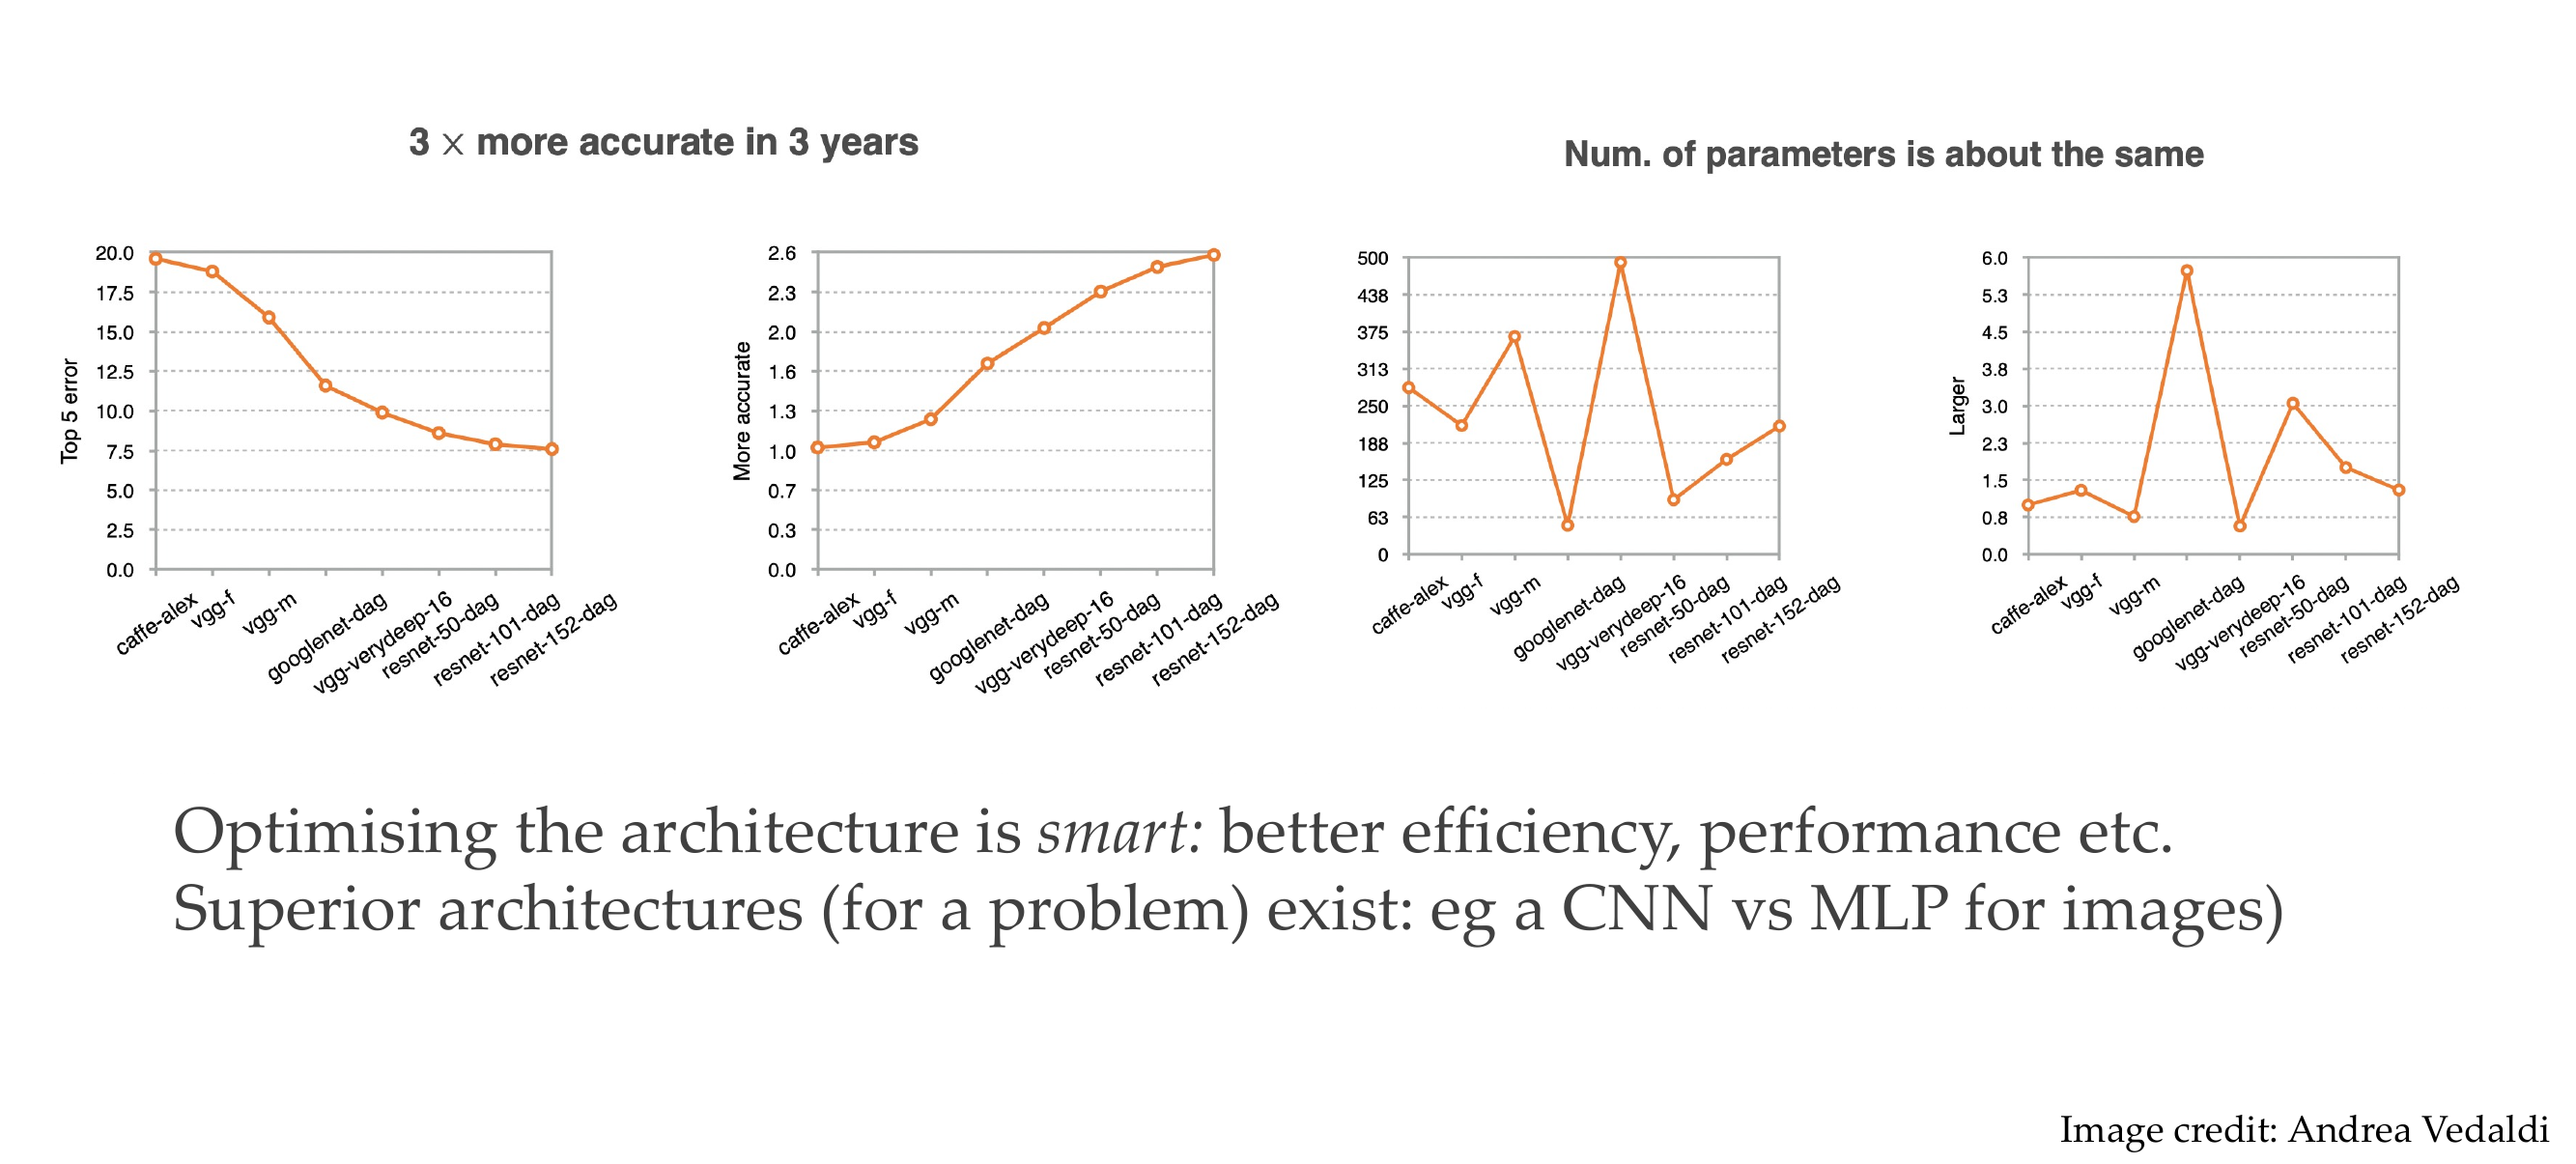 3 × more accurate in 3 years
Num. of parameters is about the same
Top 5 error
20.0
17.5
15.0
12.5
10.0
7.5
5.0
2.5
0.0
caffe-alex
vgg-f
vgg-m
googlenet-dag
vgg-verydeep-16
resnet-50-dag
resnet-101-dag
resnet-152-dag
More accurate
2.6
2.3
2.0
1.6
1.3
1.0
0.7
0.3
0.0
caffe-alex
vgg-f
vgg-m
googlenet-dag
vgg-verydeep-16
resnet-50-dag
resnet-101-dag
resnet-152-dag
500
438
375
313
250
188
125
63
0
caffe-alex
vgg-f
vgg-m
googlenet-dag
vgg-verydeep-16
resnet-50-dag
resnet-101-dag
resnet-152-dag
Larger
6.0
5.3
4.5
3.8
3.0
2.3
1.5
0.8
0.0
caffe-alex
vgg-f
vgg-m
googlenet-dag
vgg-verydeep-16
resnet-50-dag
resnet-101-dag
resnet-152-dag
Optimising the architecture is smart: better efficiency, performance etc.
Superior architectures (for a problem) exist: eg a CNN vs MLP for images)
Image credit: Andrea Vedaldi